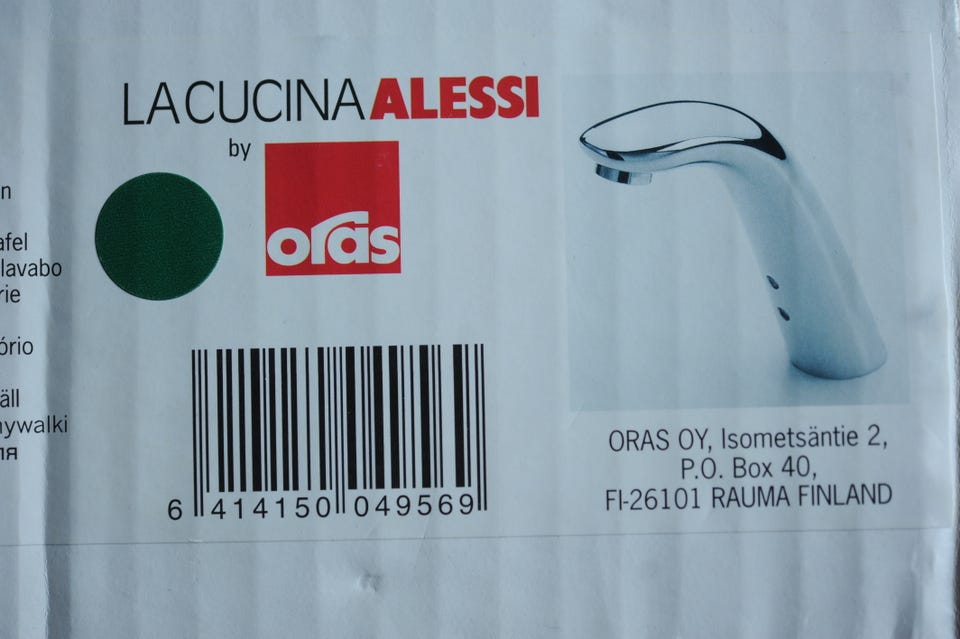 LACUCINAALESSI
by
oras
n
afel
lavabo
rie
ório
äll
nywalki
ля
6 414150 049569
ORAS OY, Isometsäntie 2,
P.O. Box 40,
FI-26101 RAUMA FINLAND